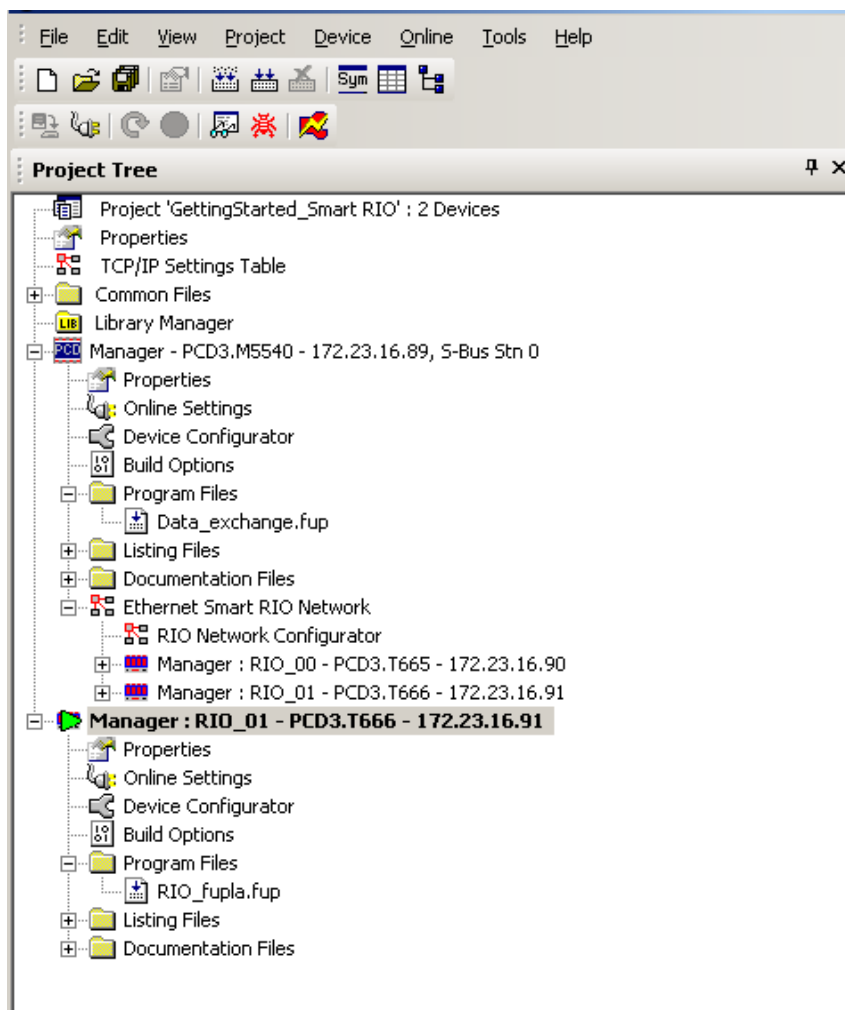 File Edit View Project Device Online Tools Help
Sym
Project Tree
Project 'GettingStarted_Smart RIO' : 2 Devices
Properties
TCP/IP Settings Table
Common Files
LIB Library Manager
PCD Manager - PCD3.M5540 - 172.23.16.89, S-Bus Stn 0
Properties
Online Settings
Device Configurator
Build Options
Program Files
Data_exchange.fup
Listing Files
Documentation Files
Ethernet Smart RIO Network
RIO Network Configurator
Manager : RIO_00 - PCD3.T665 - 172.23.16.90
Manager : RIO_01 - PCD3.T666 - 172.23.16.91
Manager : RIO_01 - PCD3.T666 - 172.23.16.91
Properties
Online Settings
Device Configurator
Build Options
Program Files
RIO_fupla.fup
Listing Files
Documentation Files